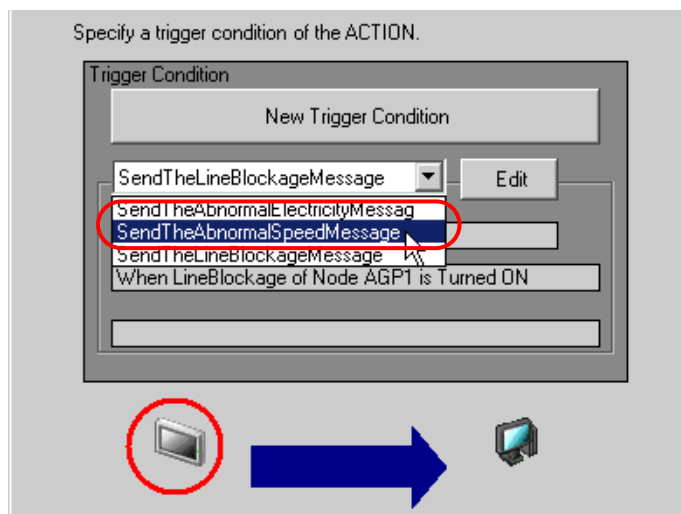 Specify a trigger condition of the ACTION.
Trigger Condition
New Trigger Condition
SendTheLineBlockageMessage
Edit
SendTheAbnormalElectricityMessag
SendTheAbnormalSpeedMessage
SendTheLineBlockageMessage
When LineBlockage of Node AGP1 is Turned ON